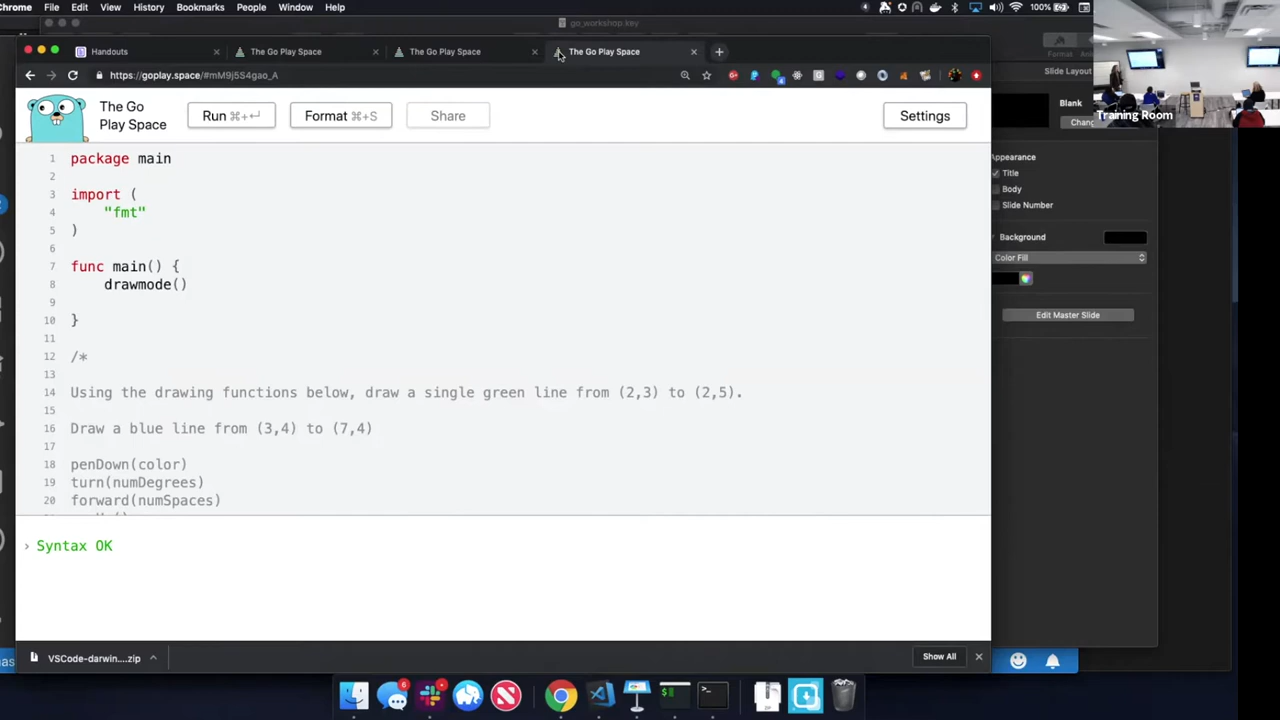 Chrome File Edit View History Bookmarks People Window Help 100%
go_workshop.key
Handouts The Go Play Space The Go Play Space The Go Play Space
https://goplay.space/#mM9j5S4gao_A
The Go
Play Space
Run ⌘+↵
Format ⌘+S
Share
Settings
1 package main
2
3 import (
4 "fmt"
5 )
6
7 func main() {
8 drawmode()
9
10 }
11
12 /*
13
14 Using the drawing functions below, draw a single green line from (2,3) to (2,5).
15
16 Draw a blue line from (3,4) to (7,4)
17
18 penDown(color)
19 turn(numDegrees)
20 forward(numSpaces)
› Syntax OK
VSCode-darwin....zip
Show All
Format
Slide Layout
Blank
Chang
Training Room
Appearance
Title
Body
Slide Number
Background
Color Fill
Edit Master Slide
6